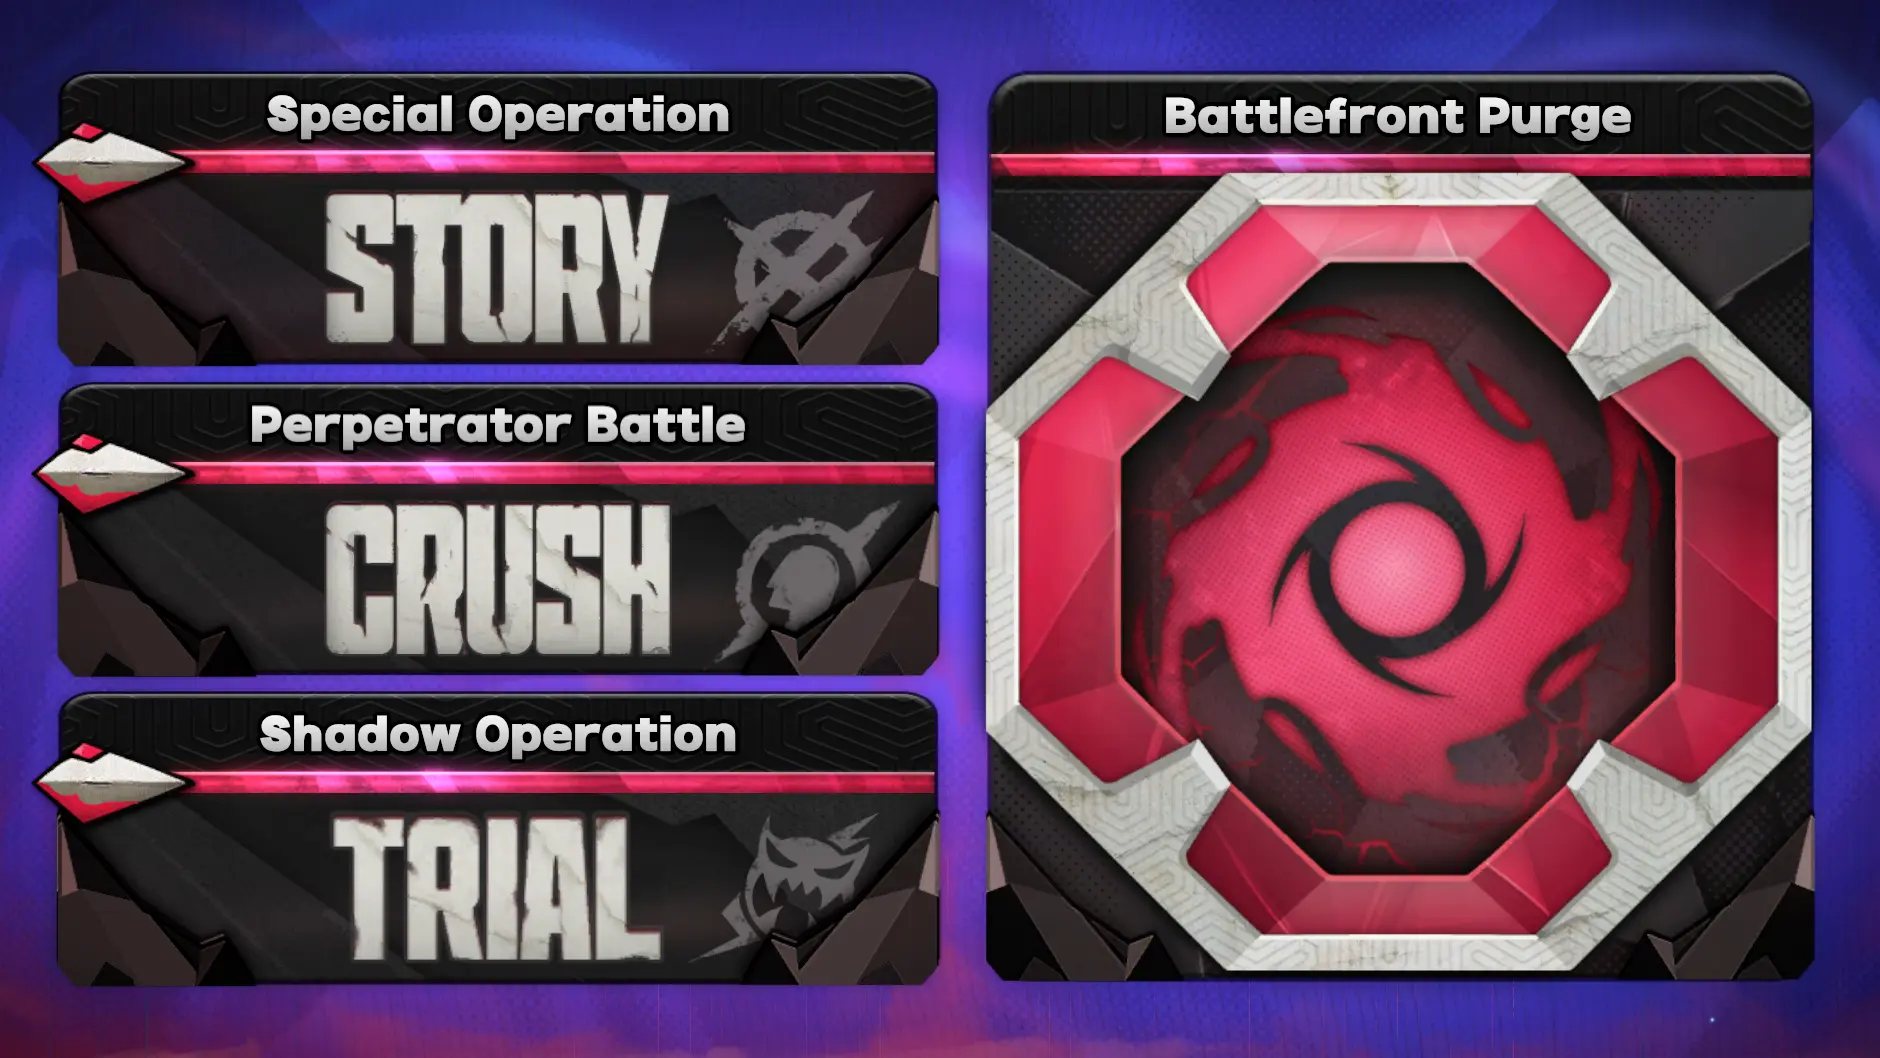 Special Operation
STORY
Perpetrator Battle
CRUSH
Shadow Operation
TRIAL
Battlefront Purge